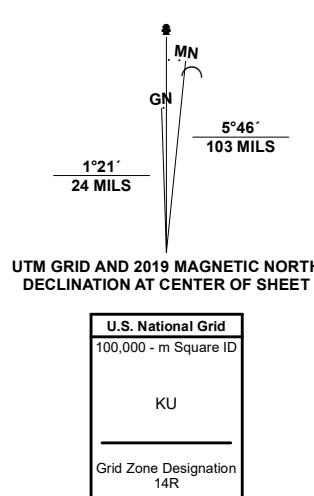 MN
GN
5°46´
103 MILS
1°21´
24 MILS
UTM GRID AND 2019 MAGNETIC NORTH
DECLINATION AT CENTER OF SHEET
U.S. National Grid
100,000 - m Square ID
KU
Grid Zone Designation
14R